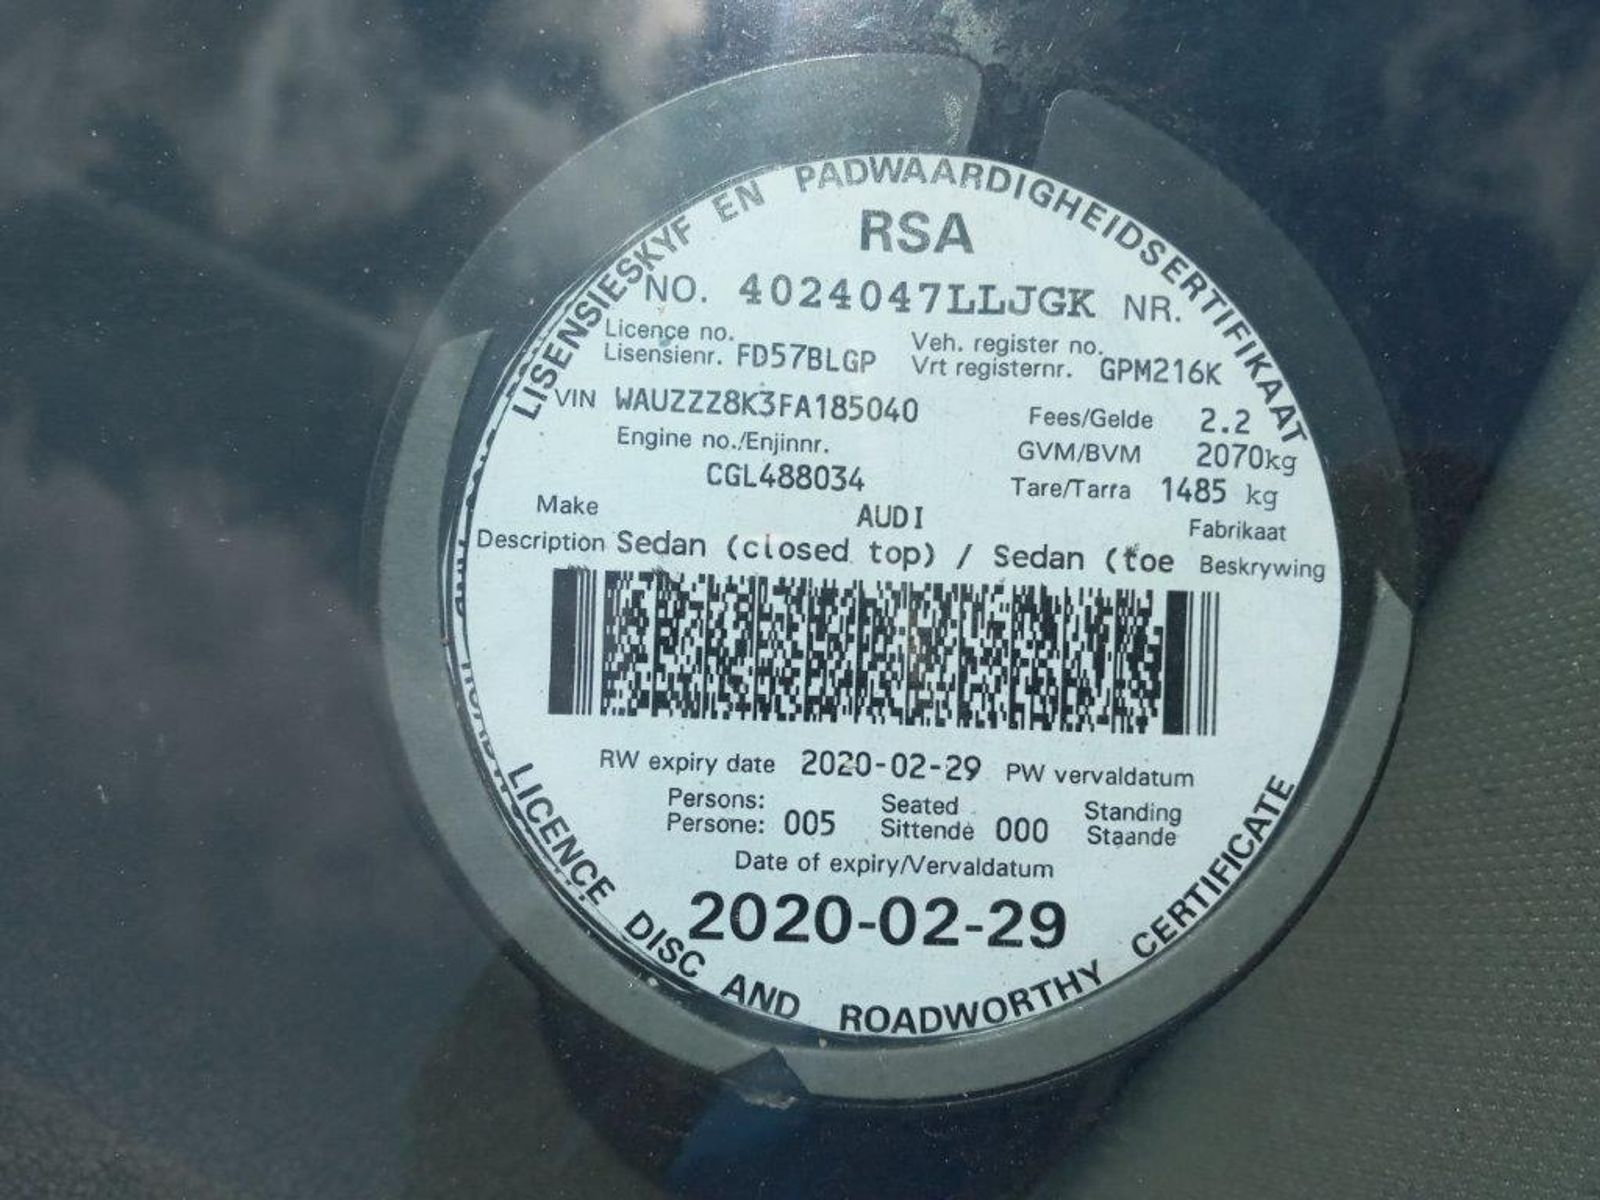 LISENSIESKYF EN PADWAARDIGHEIDSERTIFIKAAT
RSA
NO. 4024047LLJGK NR.
Licence no.
Lisensienr. FD57BLGP
Veh. register no.
Vrt registernr. GPM216K
VIN WAUZZZ8K3FA185040
Fees/Gelde 2.2
Engine no./Enjinnr.
GVM/BVM 2070kg
CGL488034
Tare/Tarra 1485 kg
Make AUDI Fabrikaat
Description Sedan (closed top) / Sedan (toe Beskrywing
RW expiry date 2020-02-29 PW vervaldatum
Persons: Seated Standing
Persone: 005 Sittende 000 Staande
Date of expiry/Vervaldatum
2020-02-29
LICENCE DISC AND ROADWORTHY CERTIFICATE